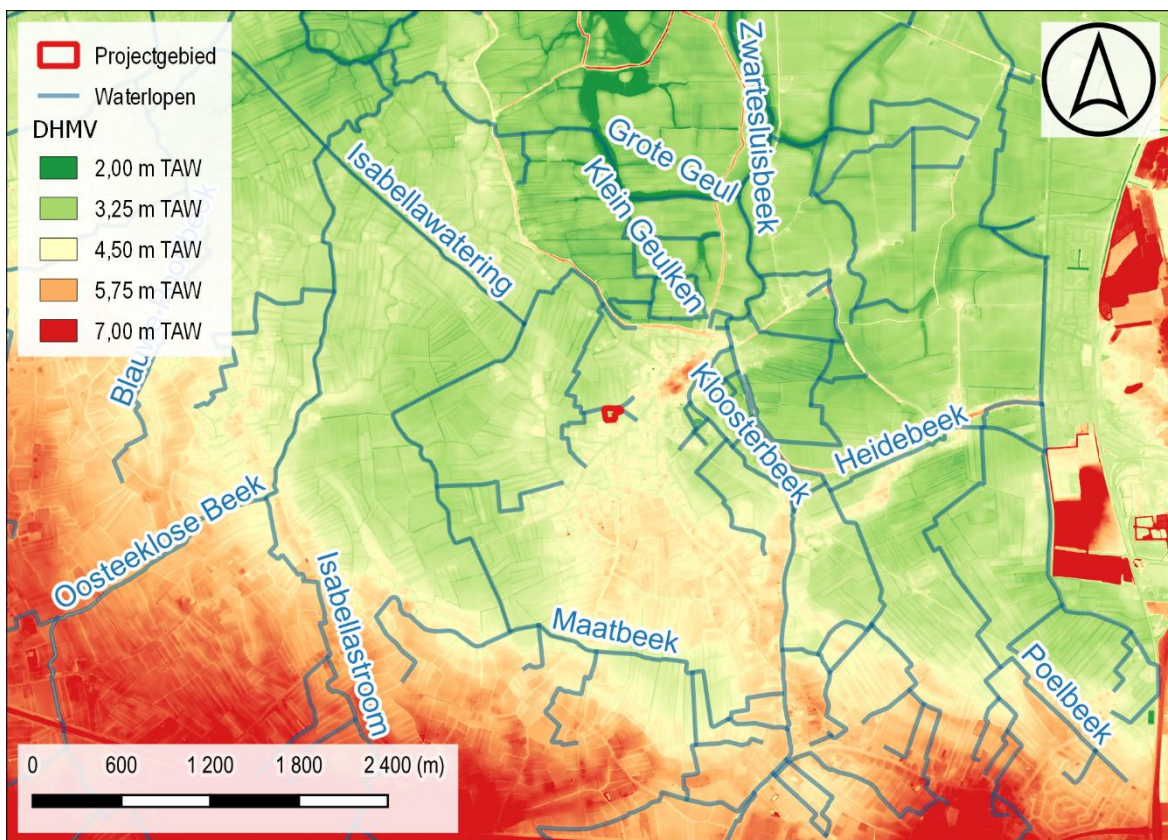 Projectgebied
Waterlopen
DHMV
2,00 m TAW
3,25 m TAW
4,50 m TAW
5,75 m TAW
7,00 m TAW
Zwartesluisbeek
Grote Geul
Klein Geulken
Isabellawatering
Kloosterbeek
Heidebeek
Oosteeklose Beek
Isabellastroom
Maatbeek
Poelbeek
0 600 1 200 1 800 2 400 (m)